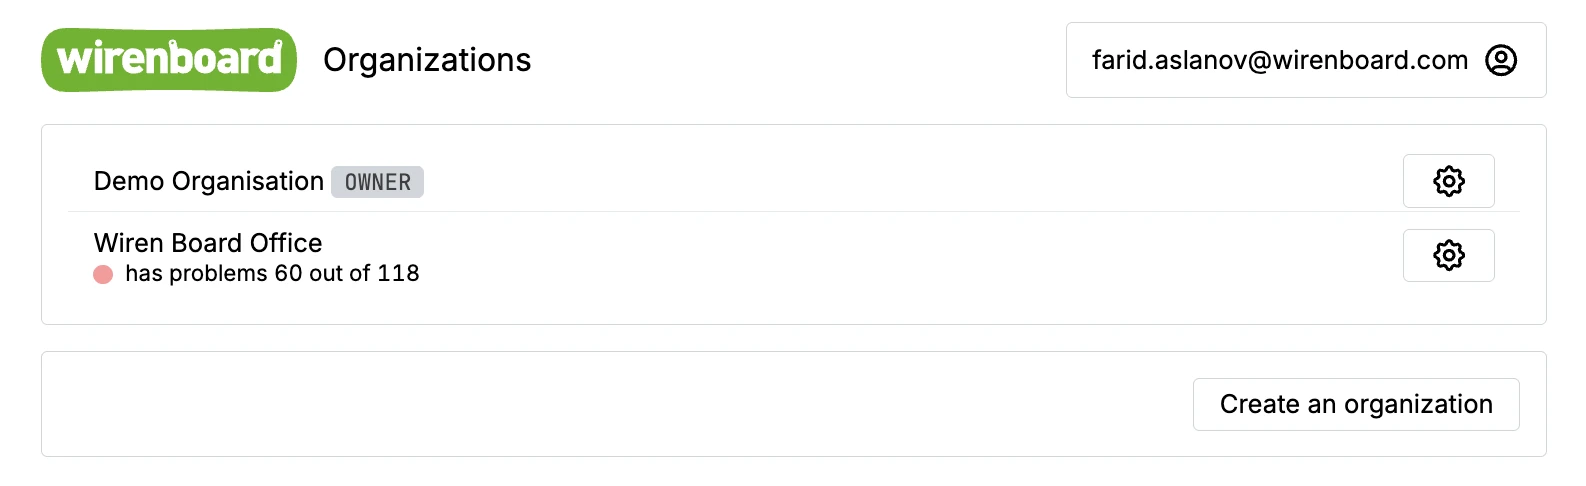 wirenboard Organizations farid.aslanov@wirenboard.com
Demo Organisation OWNER
Wiren Board Office
has problems 60 out of 118
Create an organization